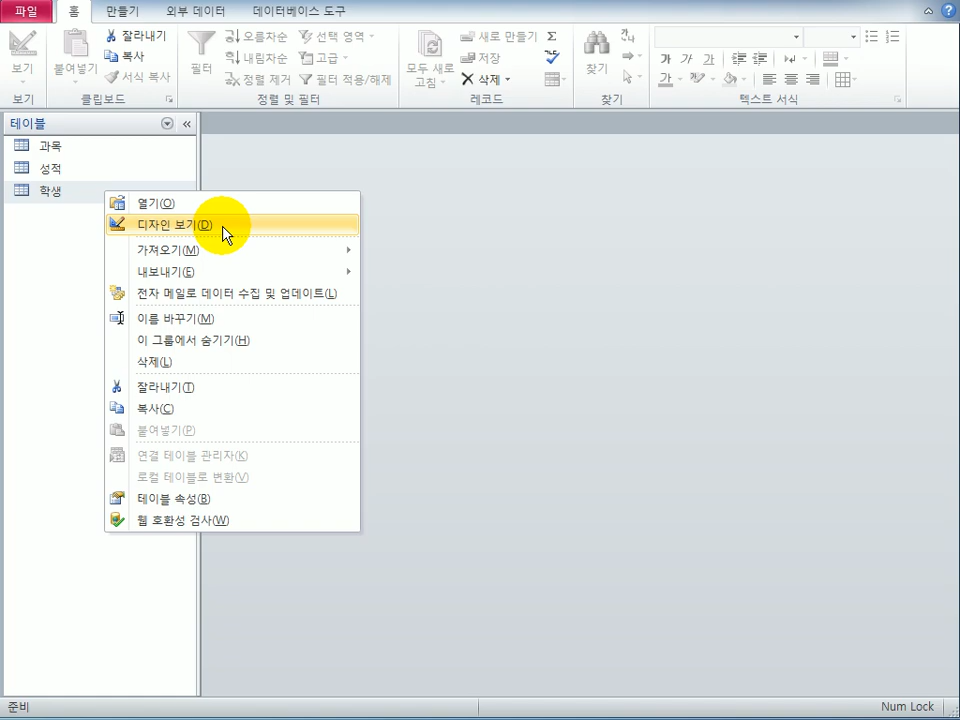 파일 홈 만들기 외부 데이터 데이터베이스 도구
보기 붙여넣기 잘라내기 복사 서식 복사
필터 오름차순 내림차순 정렬 제거 선택 영역 고급 필터 적용/해제
모두 새로 고침 새로 만들기 저장 삭제
찾기
보기 클립보드 정렬 및 필터 레코드 찾기 텍스트 서식
테이블
과목
성적
학생
열기(O)
디자인 보기(D)
가져오기(M)
내보내기(E)
전자 메일로 데이터 수집 및 업데이트(L)
이름 바꾸기(M)
이 그룹에서 숨기기(H)
삭제(L)
잘라내기(T)
복사(C)
붙여넣기(P)
연결 테이블 관리자(K)
로컬 테이블로 변환(V)
테이블 속성(B)
웹 호환성 검사(W)
준비 Num Lock